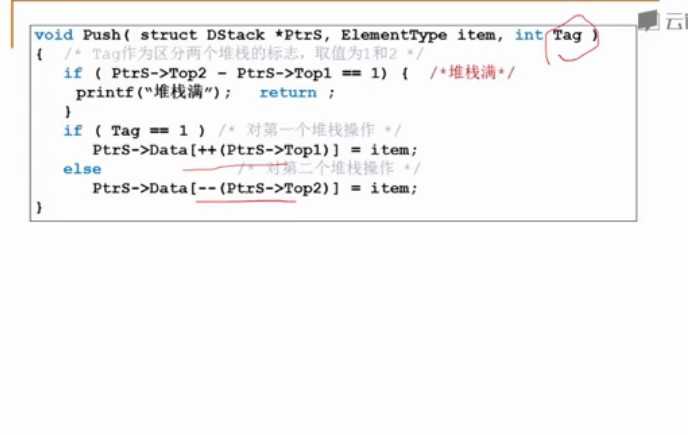 void Push( struct DStack *PtrS, ElementType item, int Tag )
{ /* Tag作为区分两个堆栈的标志，取值为1和2 */
if ( PtrS->Top2 – PtrS->Top1 == 1) { /*堆栈满*/
printf(“堆栈满”); return ;
}
if ( Tag == 1 ) /* 对第一个堆栈操作 */
PtrS->Data[++(PtrS->Top1)] = item;
else /* 对第二个堆栈操作 */
PtrS->Data[--(PtrS->Top2)] = item;
}
云